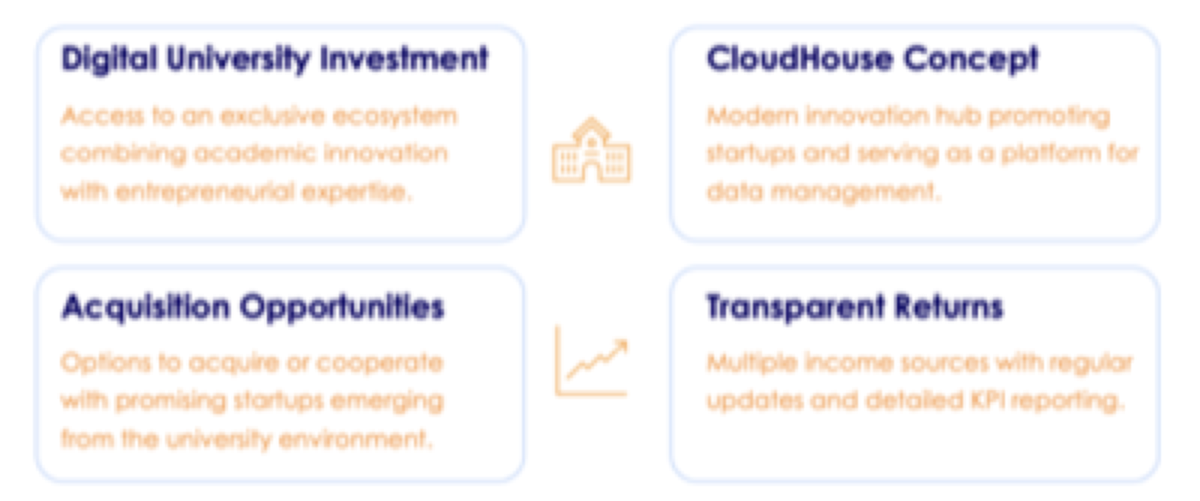 Digital University Investment
Access to an exclusive ecosystem
combining academic innovation
with entrepreneurial expertise.
CloudHouse Concept
Modern innovation hub promoting
startups and serving as a platform for
data management.
Acquisition Opportunities
Options to acquire or cooperate
with promising startups emerging
from the university environment.
Transparent Returns
Multiple income sources with regular
updates and detailed KPI reporting.